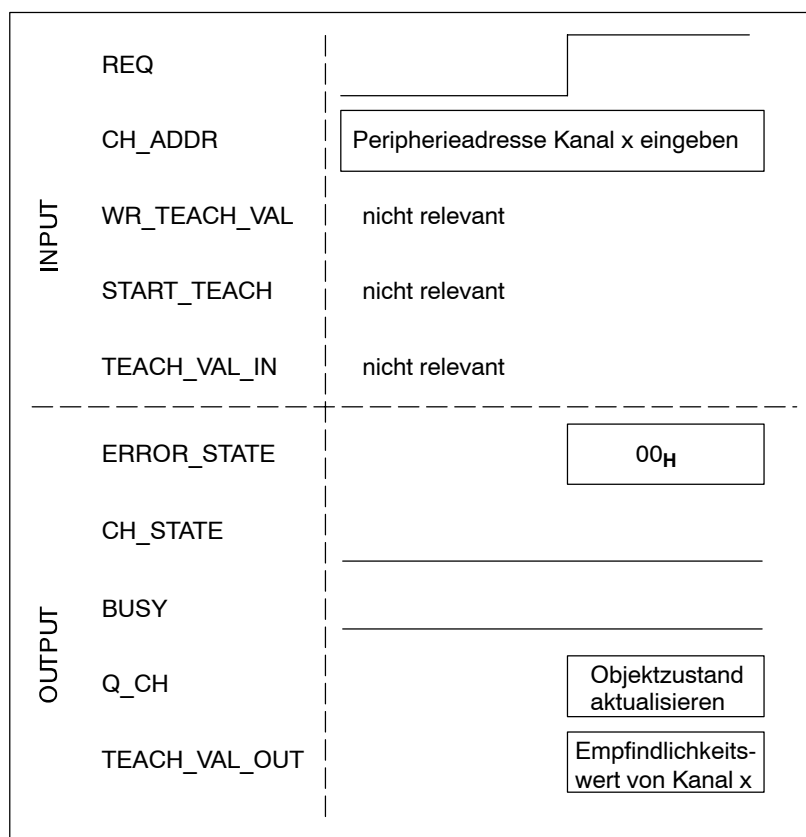 REQ
CH_ADDR Peripherieadresse Kanal x eingeben
INPUT
WR_TEACH_VAL nicht relevant
START_TEACH nicht relevant
TEACH_VAL_IN nicht relevant
ERROR_STATE 00H
CH_STATE
OUTPUT
BUSY
Q_CH Objektzustand
aktualisieren
TEACH_VAL_OUT Empfindlichkeits-
wert von Kanal x